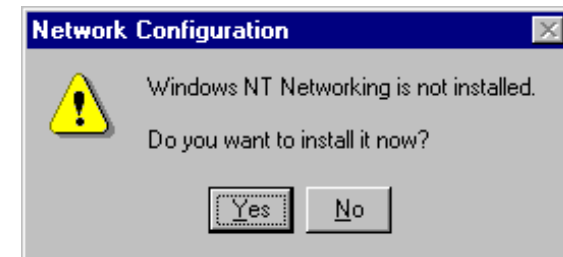 Network Configuration
Windows NT Networking is not installed.
Do you want to install it now?
Yes No